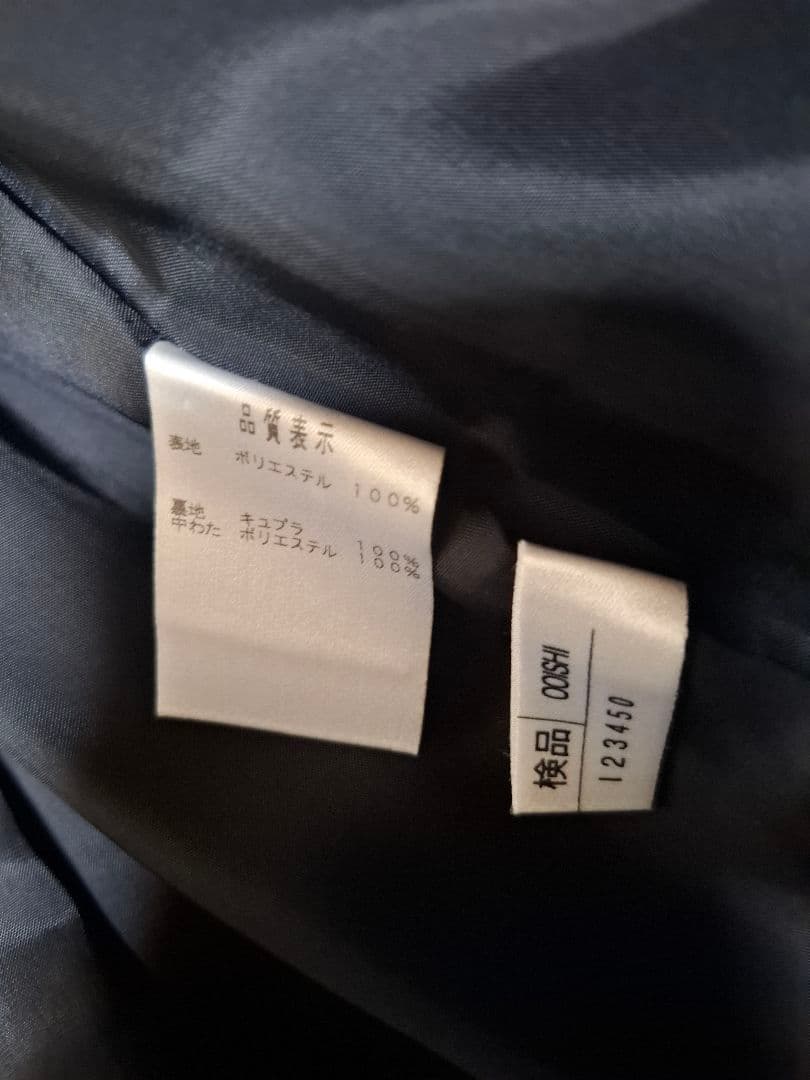 品質表示
表地 ポリエステル 100%
裏地 キュプラ 100%
中わた ポリエステル 100%
検品 OOISHI
123450